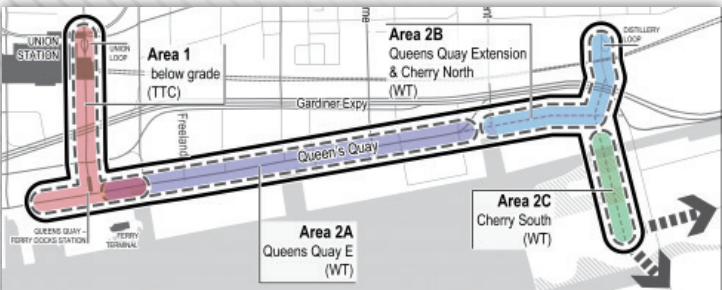 UNION
STATION
UNION
LOOP
Area 1
below grade
(TTC)
Area 2B
Queens Quay Extension
& Cherry North
(WT)
DISTILLERY
LOOP
Gardiner Expy
Freeland
Queen's Quay
QUEENS QUAY –
FERRY DOCKS STATION
FERRY
TERMINAL
Area 2A
Queens Quay E
(WT)
Area 2C
Cherry South
(WT)